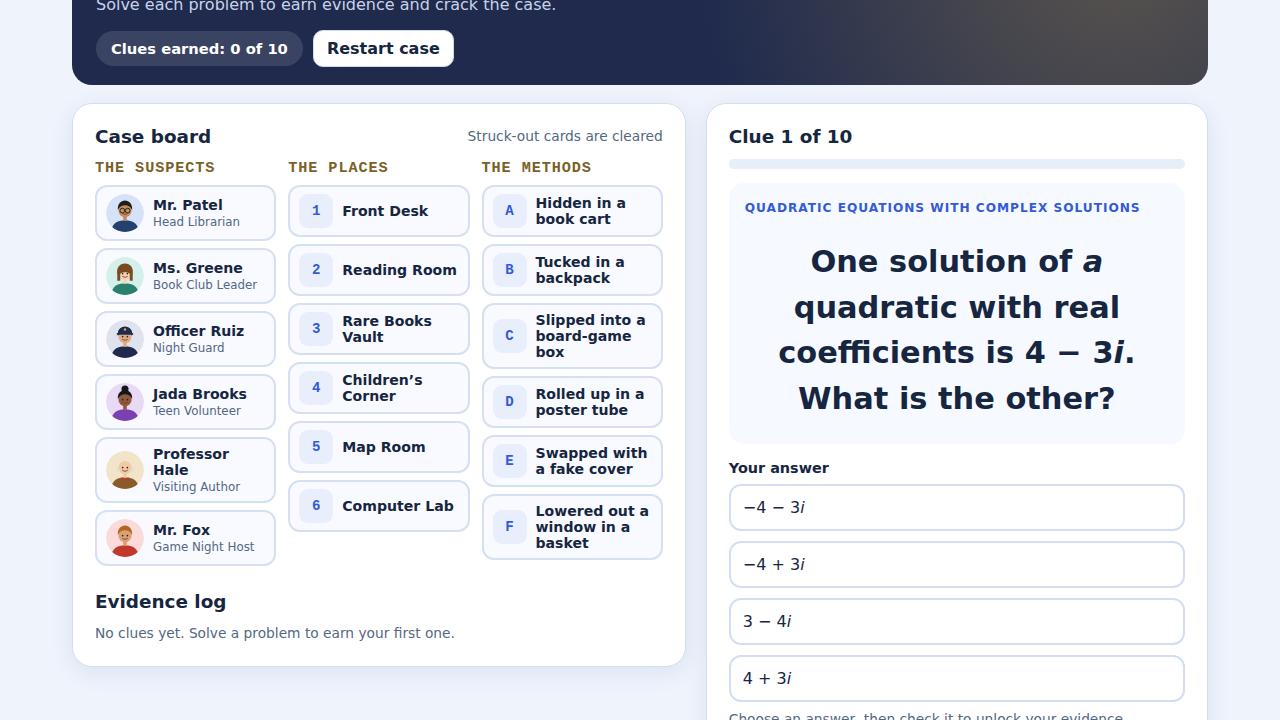 Solve each problem to earn evidence and crack the case.
Clues earned: 0 of 10
Restart case
Case board
Struck-out cards are cleared
THE SUSPECTS
Mr. Patel
Head Librarian
Ms. Greene
Book Club Leader
Officer Ruiz
Night Guard
Jada Brooks
Teen Volunteer
Professor
Hale
Visiting Author
Mr. Fox
Game Night Host
THE PLACES
1 Front Desk
2 Reading Room
3 Rare Books
Vault
4 Children’s
Corner
5 Map Room
6 Computer Lab
THE METHODS
A Hidden in a
book cart
B Tucked in a
backpack
C Slipped into a
board-game
box
D Rolled up in a
poster tube
E Swapped with
a fake cover
F Lowered out a
window in a
basket
Evidence log
No clues yet. Solve a problem to earn your first one.
Clue 1 of 10
QUADRATIC EQUATIONS WITH COMPLEX SOLUTIONS
One solution of a
quadratic with real
coefficients is 4 − 3i.
What is the other?
Your answer
−4 − 3i
−4 + 3i
3 − 4i
4 + 3i
Choose an answer, then check it to unlock your evidence.